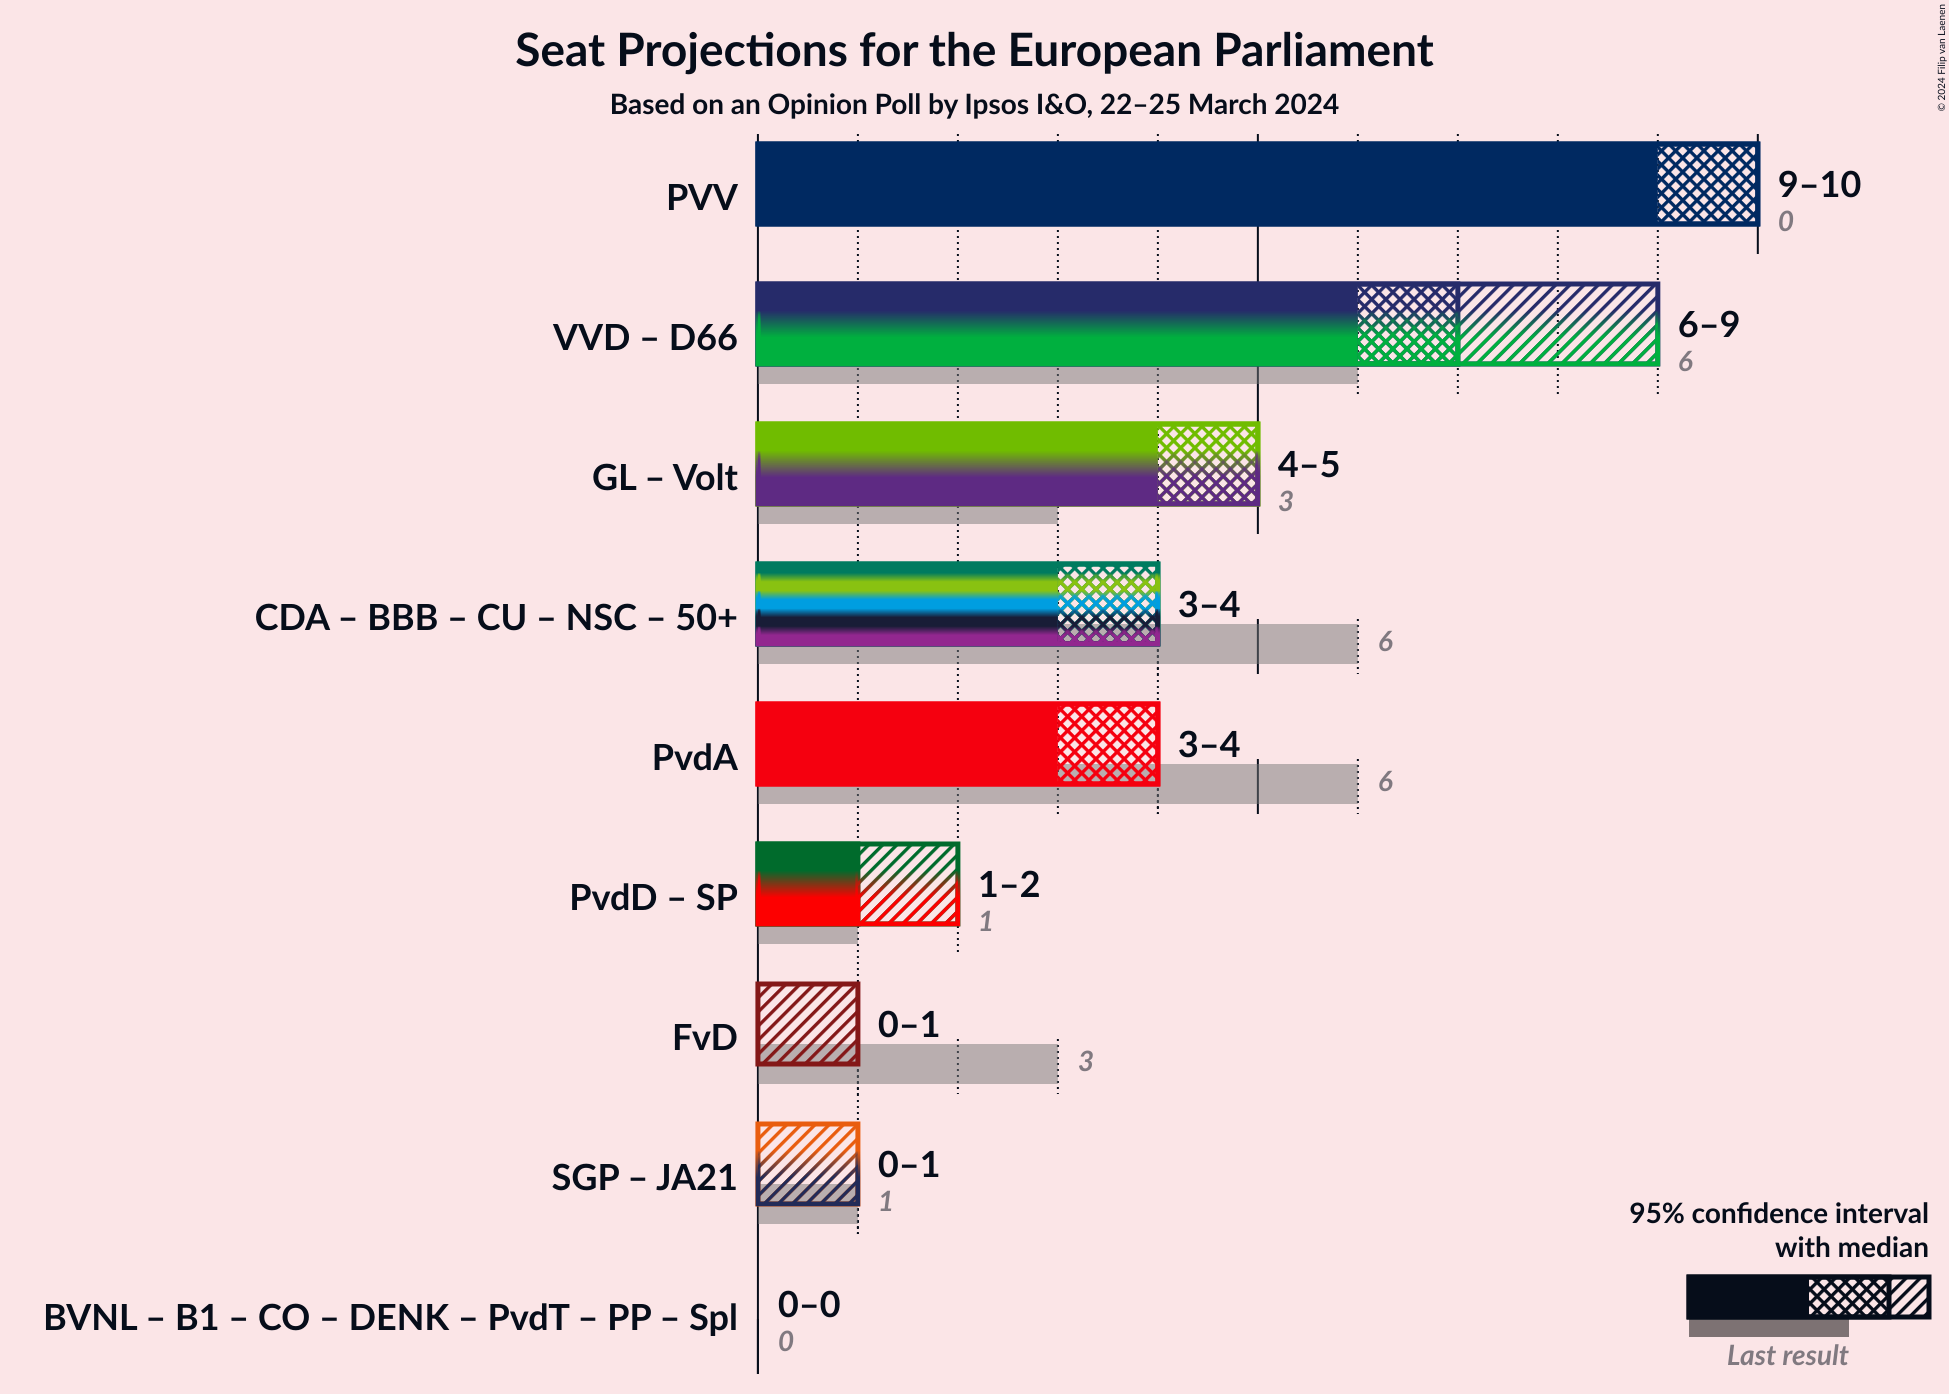 Seat Projections for the European Parliament
Based on an Opinion Poll by Ipsos I&O, 22–25 March 2024
© 2024 Filip van Laenen
PVV
9–10
0
VVD – D66
6–9
6
GL – Volt
4–5
3
CDA – BBB – CU – NSC – 50+
3–4
6
PvdA
3–4
6
PvdD – SP
1–2
1
FvD
0–1
3
SGP – JA21
0–1
1
BVNL – B1 – CO – DENK – PvdT – PP – Spl
0–0
0
95% confidence interval
with median
Last result